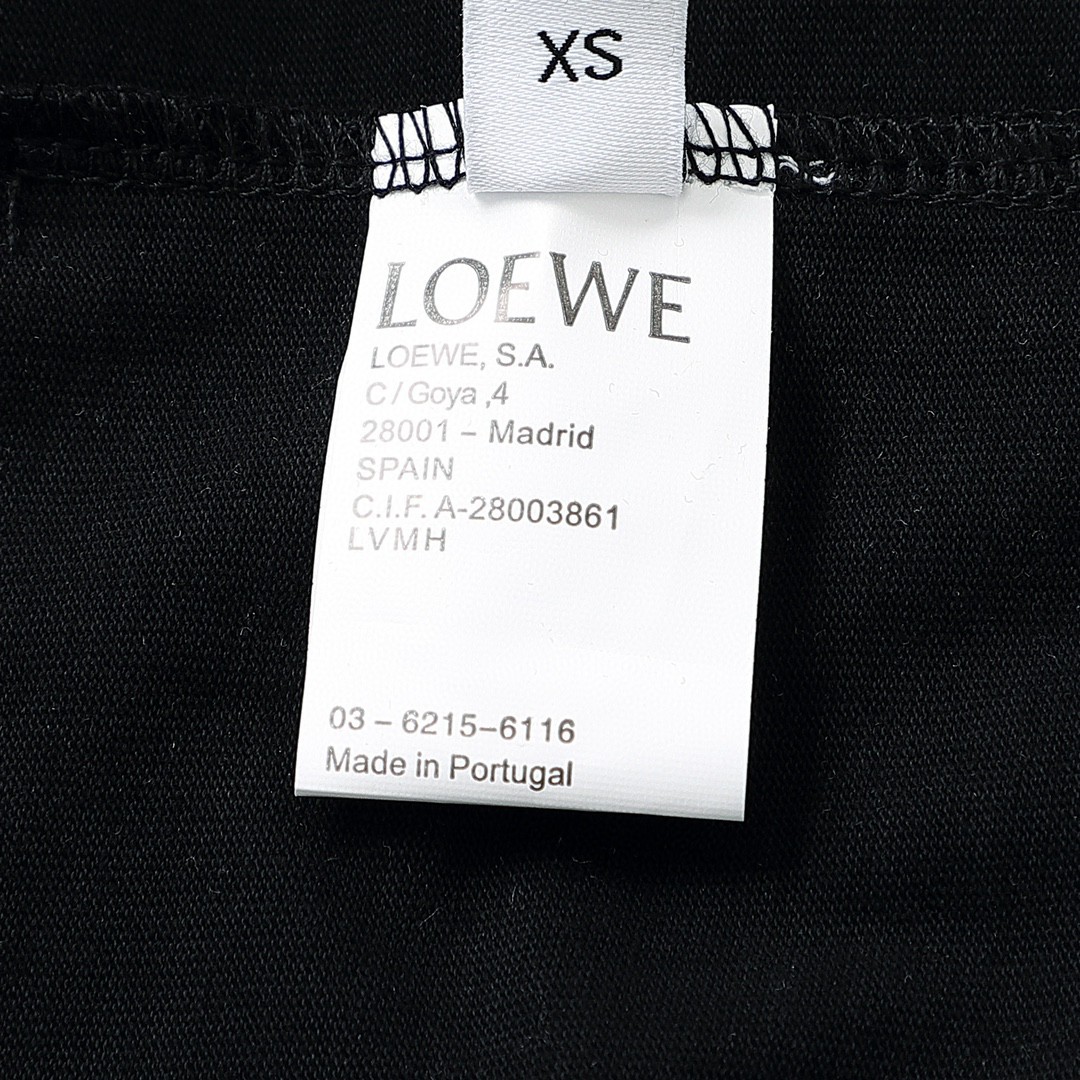 XS
LOEWE
LOEWE, S.A.
C/Goya ,4
28001 – Madrid
SPAIN
C.I.F. A-28003861
LVMH
03 – 6215–6116
Made in Portugal